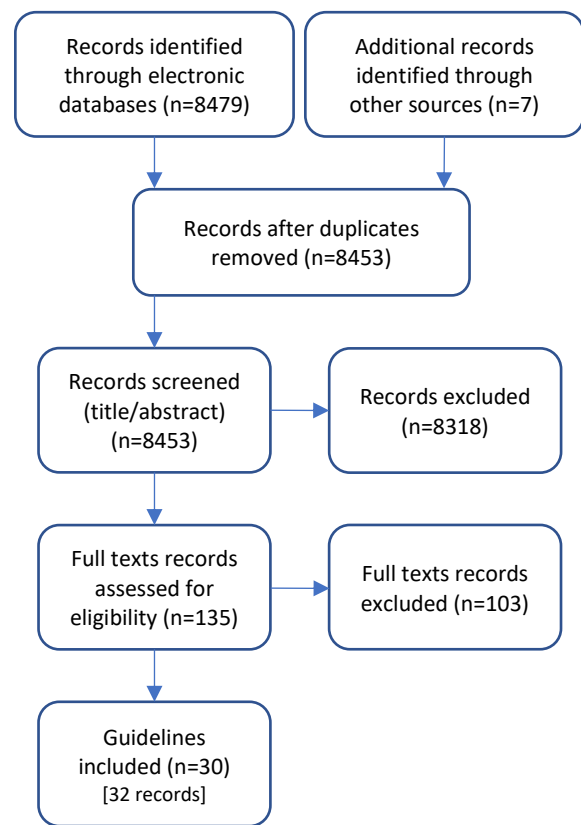 Records identified
through electronic
databases (n=8479)
Additional records
identified through
other sources (n=7)
Records after duplicates
removed (n=8453)
Records screened
(title/abstract)
(n=8453)
Records excluded
(n=8318)
Full texts records
assessed for
eligibility (n=135)
Full texts records
excluded (n=103)
Guidelines
included (n=30)
[32 records]